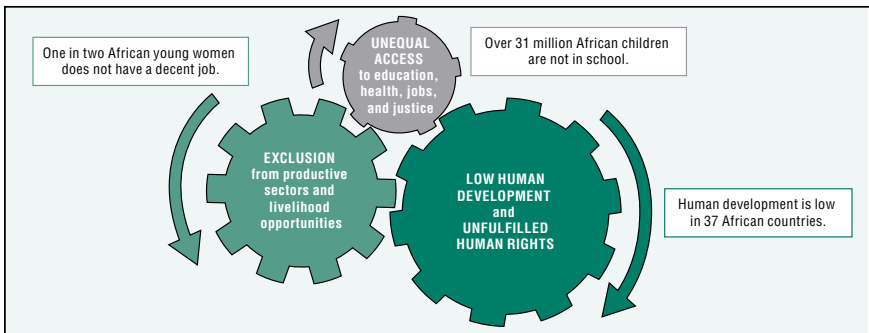 One in two African young women
does not have a decent job.
UNEQUAL
ACCESS
to education,
health, jobs,
and justice
Over 31 million African children
are not in school.
EXCLUSION
from productive
sectors and
livelihood
opportunities
LOW HUMAN
DEVELOPMENT
and
UNFULFILLED
HUMAN RIGHTS
Human development is low
in 37 African countries.